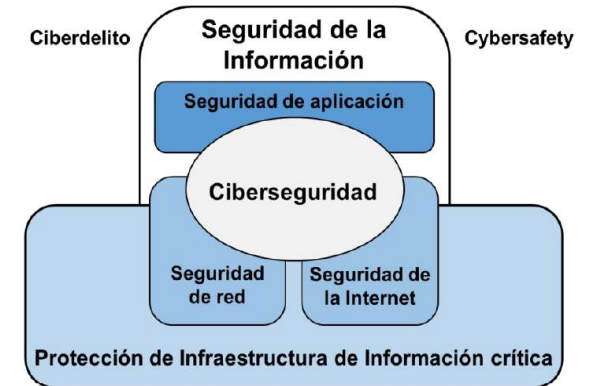 Ciberdelito
Seguridad de la
Información
Cybersafety
Seguridad de aplicación
Ciberseguridad
Seguridad
de red
Seguridad de
la Internet
Protección de Infraestructura de Información crítica